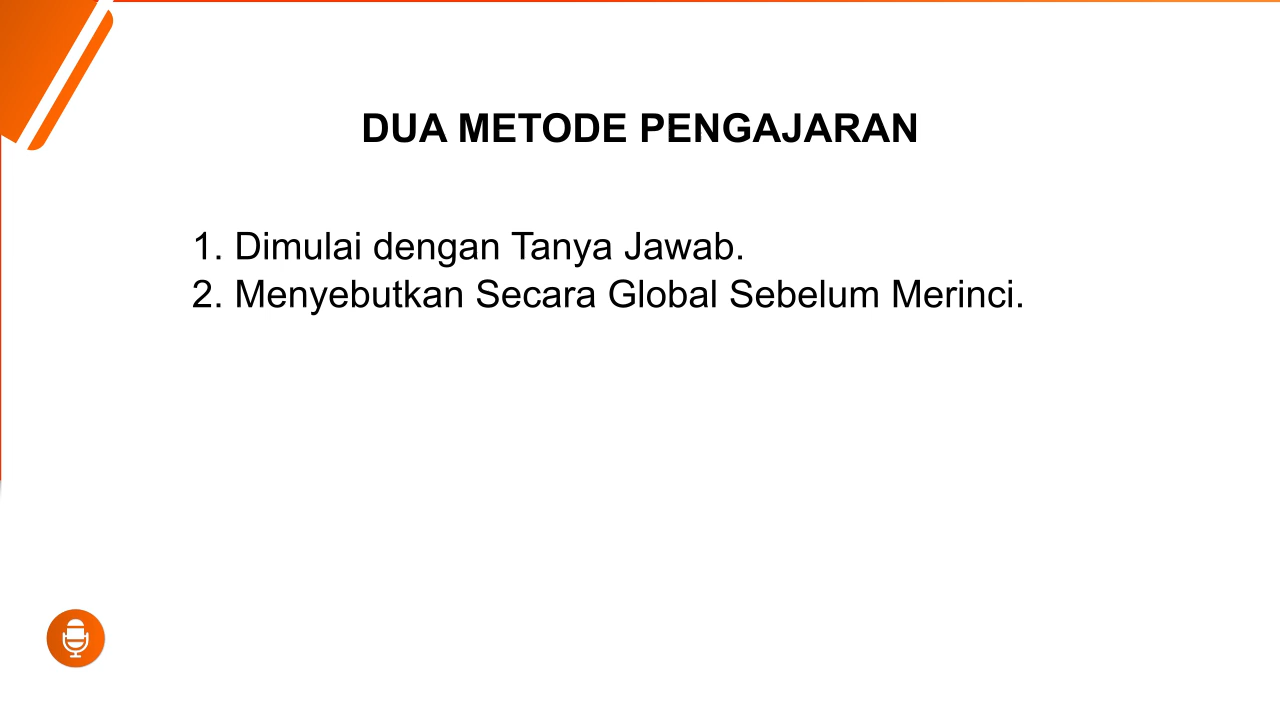 DUA METODE PENGAJARAN
1. Dimulai dengan Tanya Jawab.
2. Menyebutkan Secara Global Sebelum Merinci.